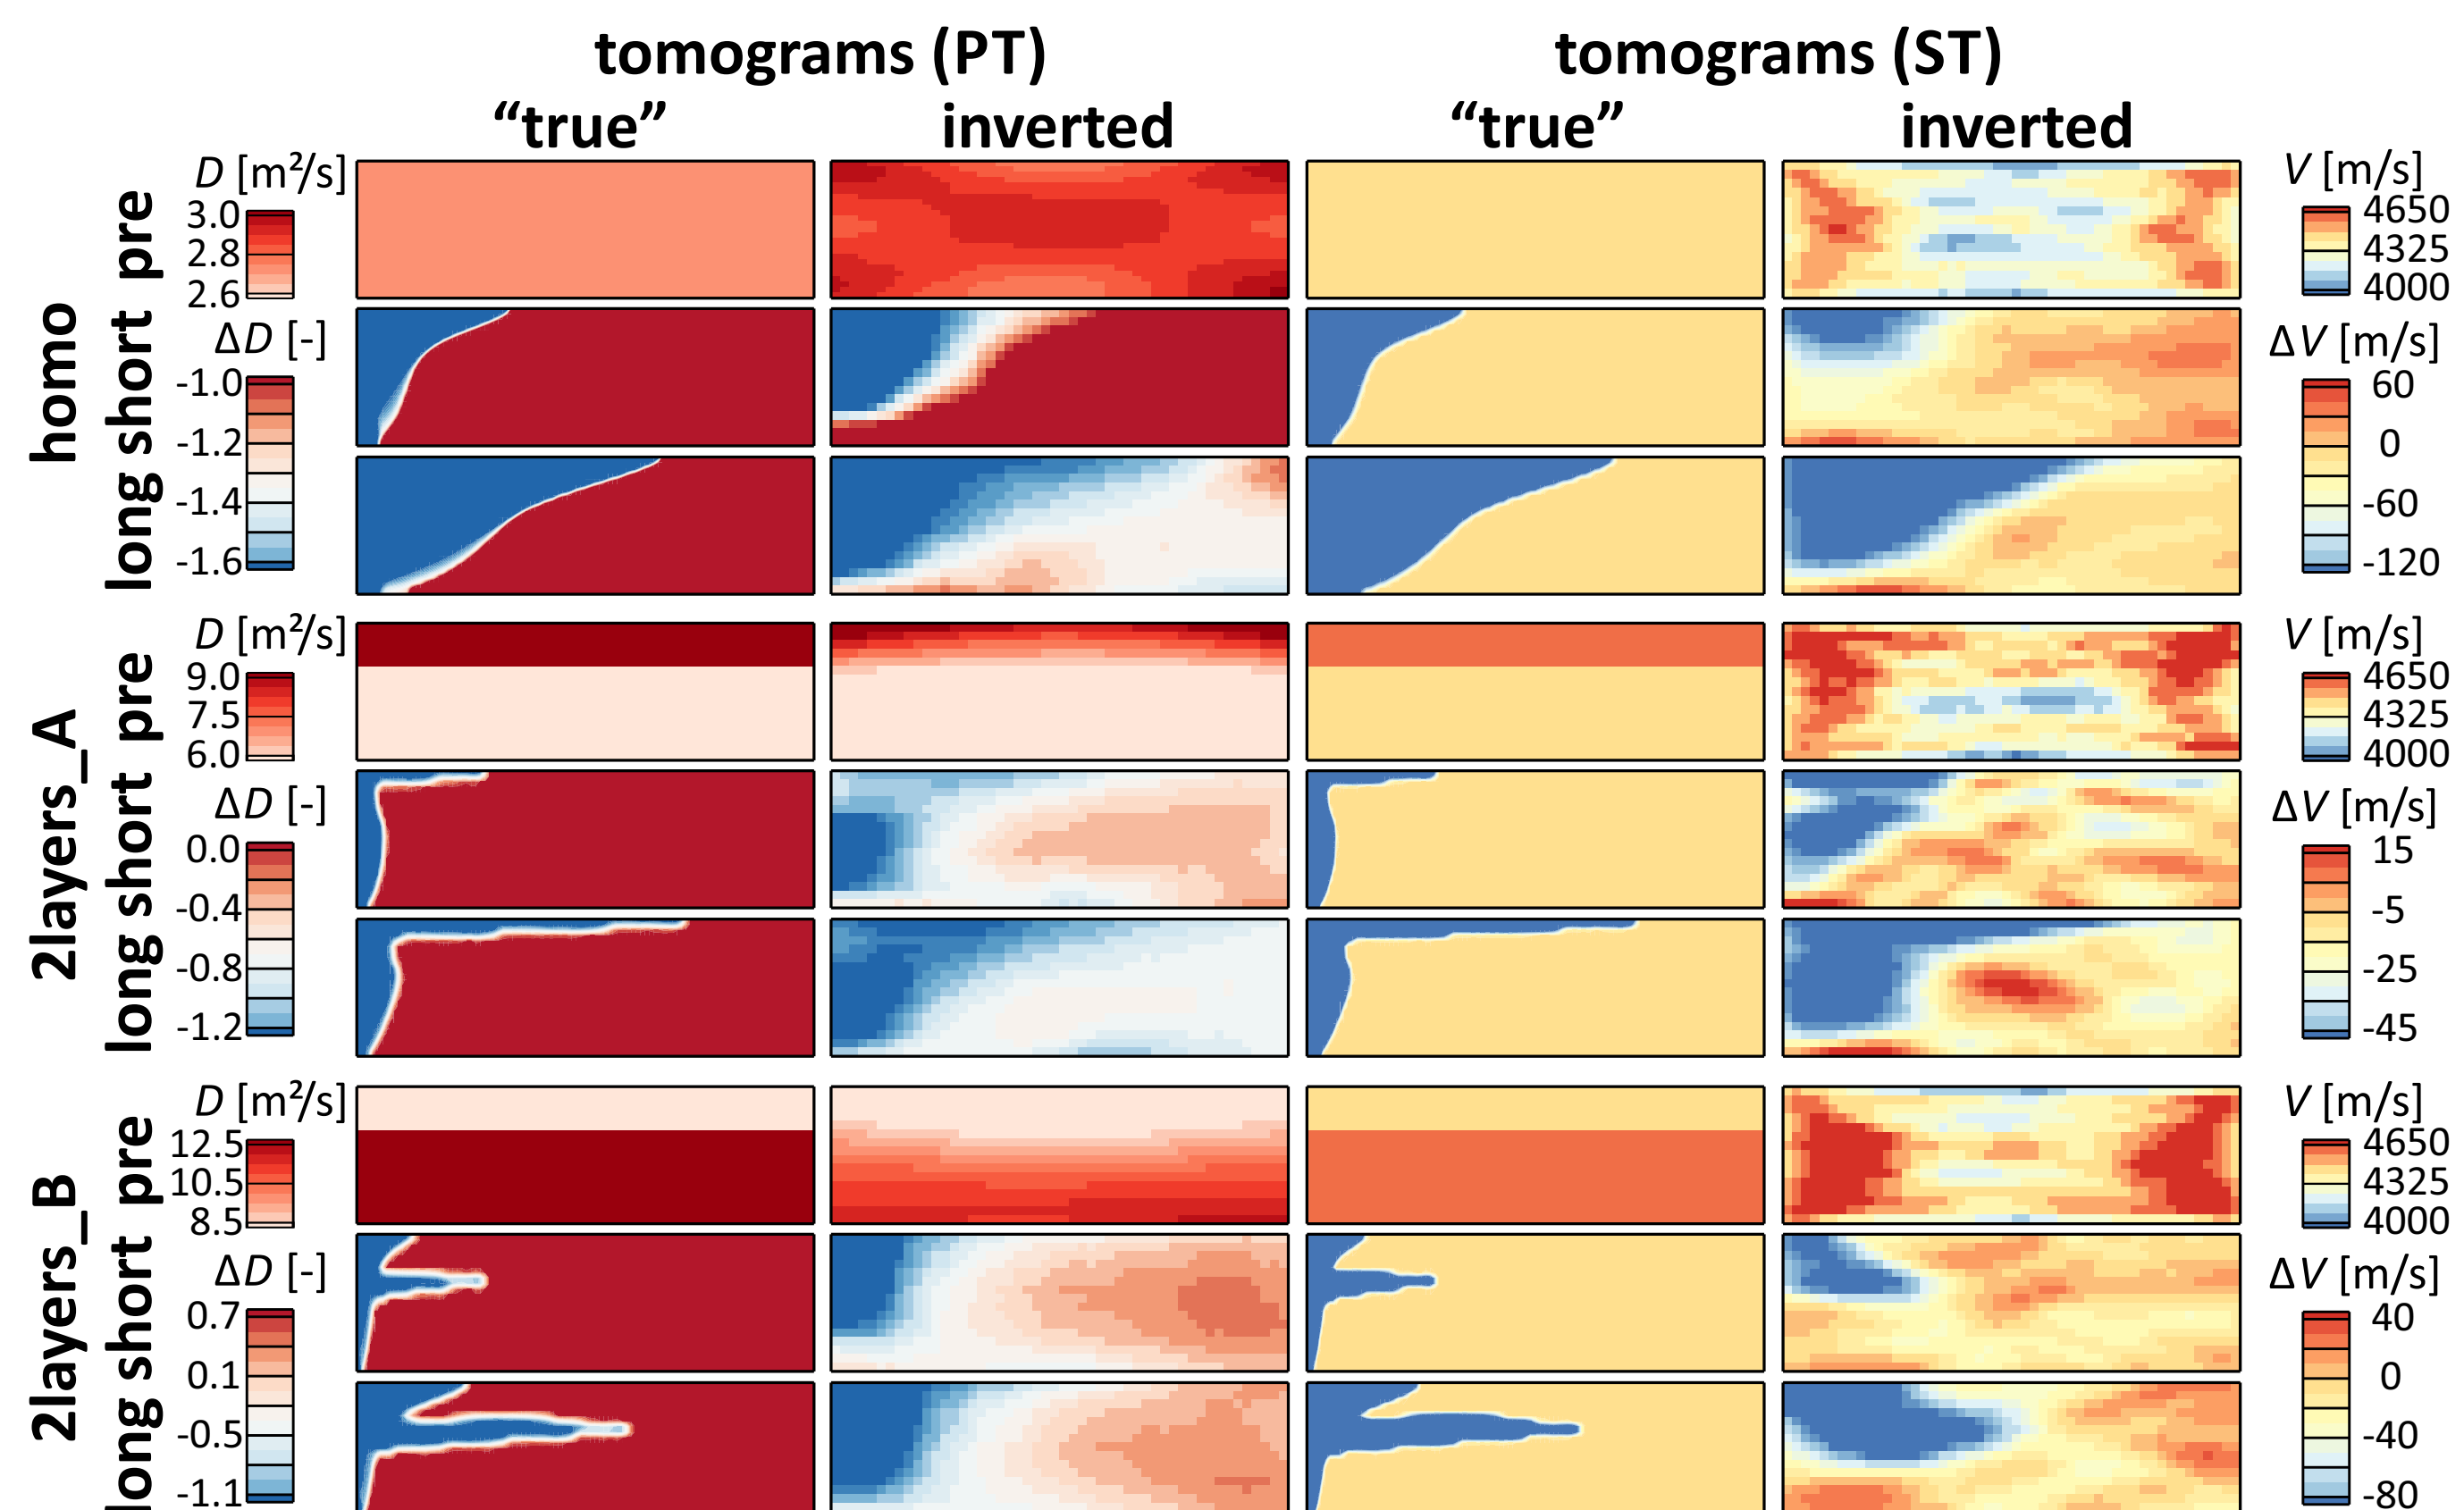 tomograms (PT) tomograms (ST)
“true” inverted “true” inverted
homo
pre
short
long
D [m²/s]
3.0
2.8
2.6
ΔD [-]
-1.0
-1.2
-1.4
-1.6
V [m/s]
4650
4325
4000
ΔV [m/s]
60
0
-60
-120
2layers_A
pre
short
long
D [m²/s]
9.0
7.5
6.0
ΔD [-]
0.0
-0.4
-0.8
-1.2
V [m/s]
4650
4325
4000
ΔV [m/s]
15
-5
-25
-45
2layers_B
pre
short
long
D [m²/s]
12.5
10.5
8.5
ΔD [-]
0.7
0.1
-0.5
-1.1
V [m/s]
4650
4325
4000
ΔV [m/s]
40
0
-40
-80